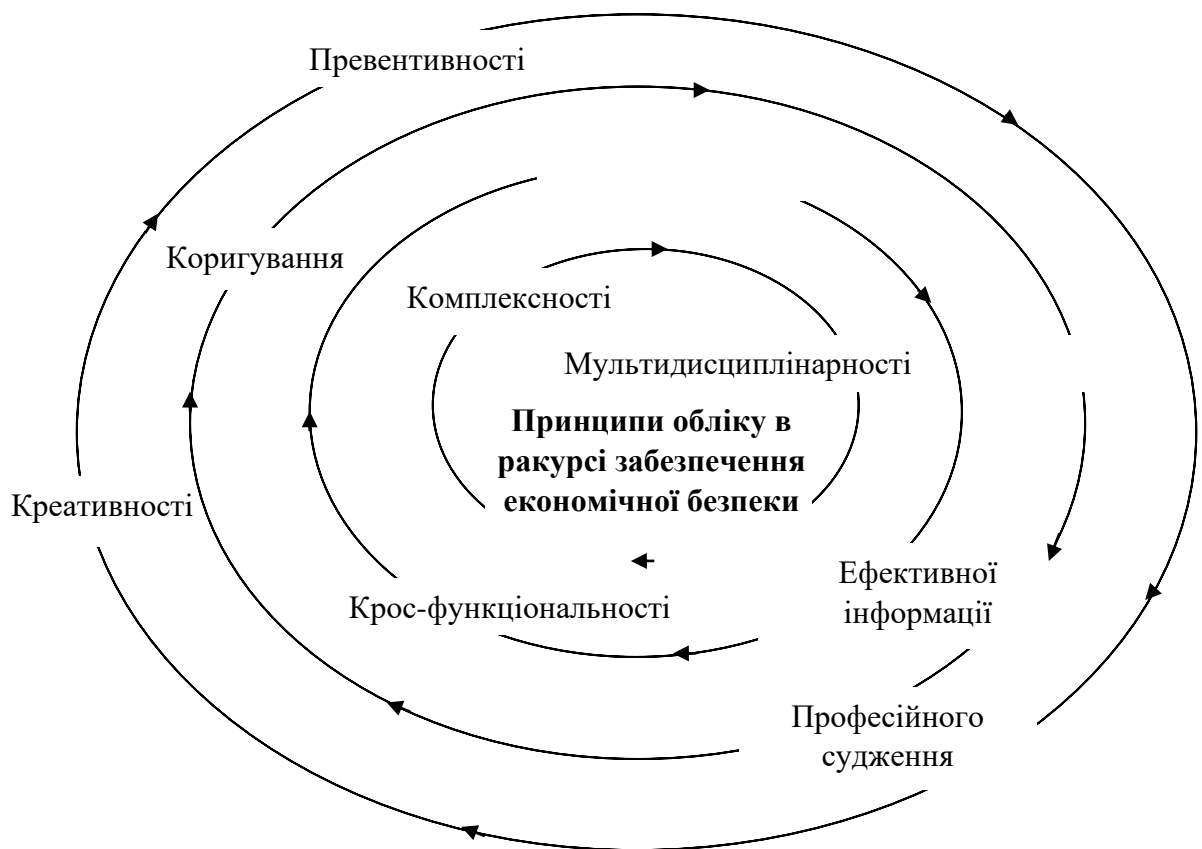 Превентивності
Коригування
Комплексності
Мультидисциплінарності
Принципи обліку в
ракурсі забезпечення
економічної безпеки
Креативності
Ефективної
інформації
Крос-функціональності
Професійного
судження